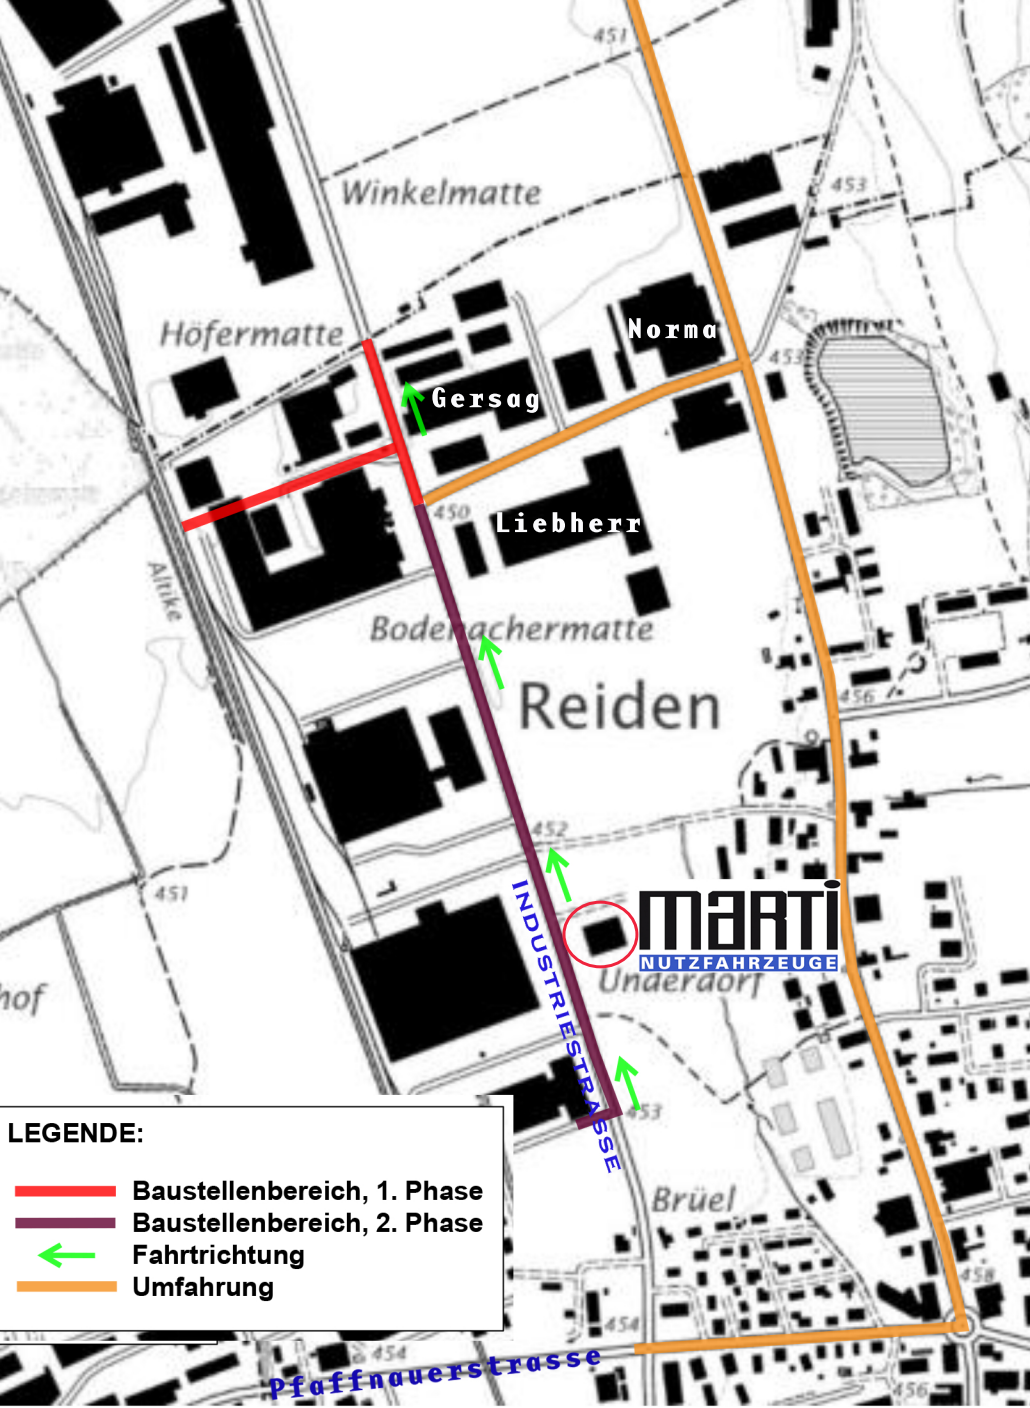 451
Winkelmatte
453
Höfermatte
Norma
453
Gersag
450
Liebherr
Altike
Bodenachermatte
Reiden
456
452
451
INDUSTRIESTRASSE
MARTI
NUTZFAHRZEUGE
Underdorf
hof
453
LEGENDE:
Baustellenbereich, 1. Phase
Baustellenbereich, 2. Phase
Fahrtrichtung
Umfahrung
Brüel
458
454
454
Pfaffnauerstrasse
456